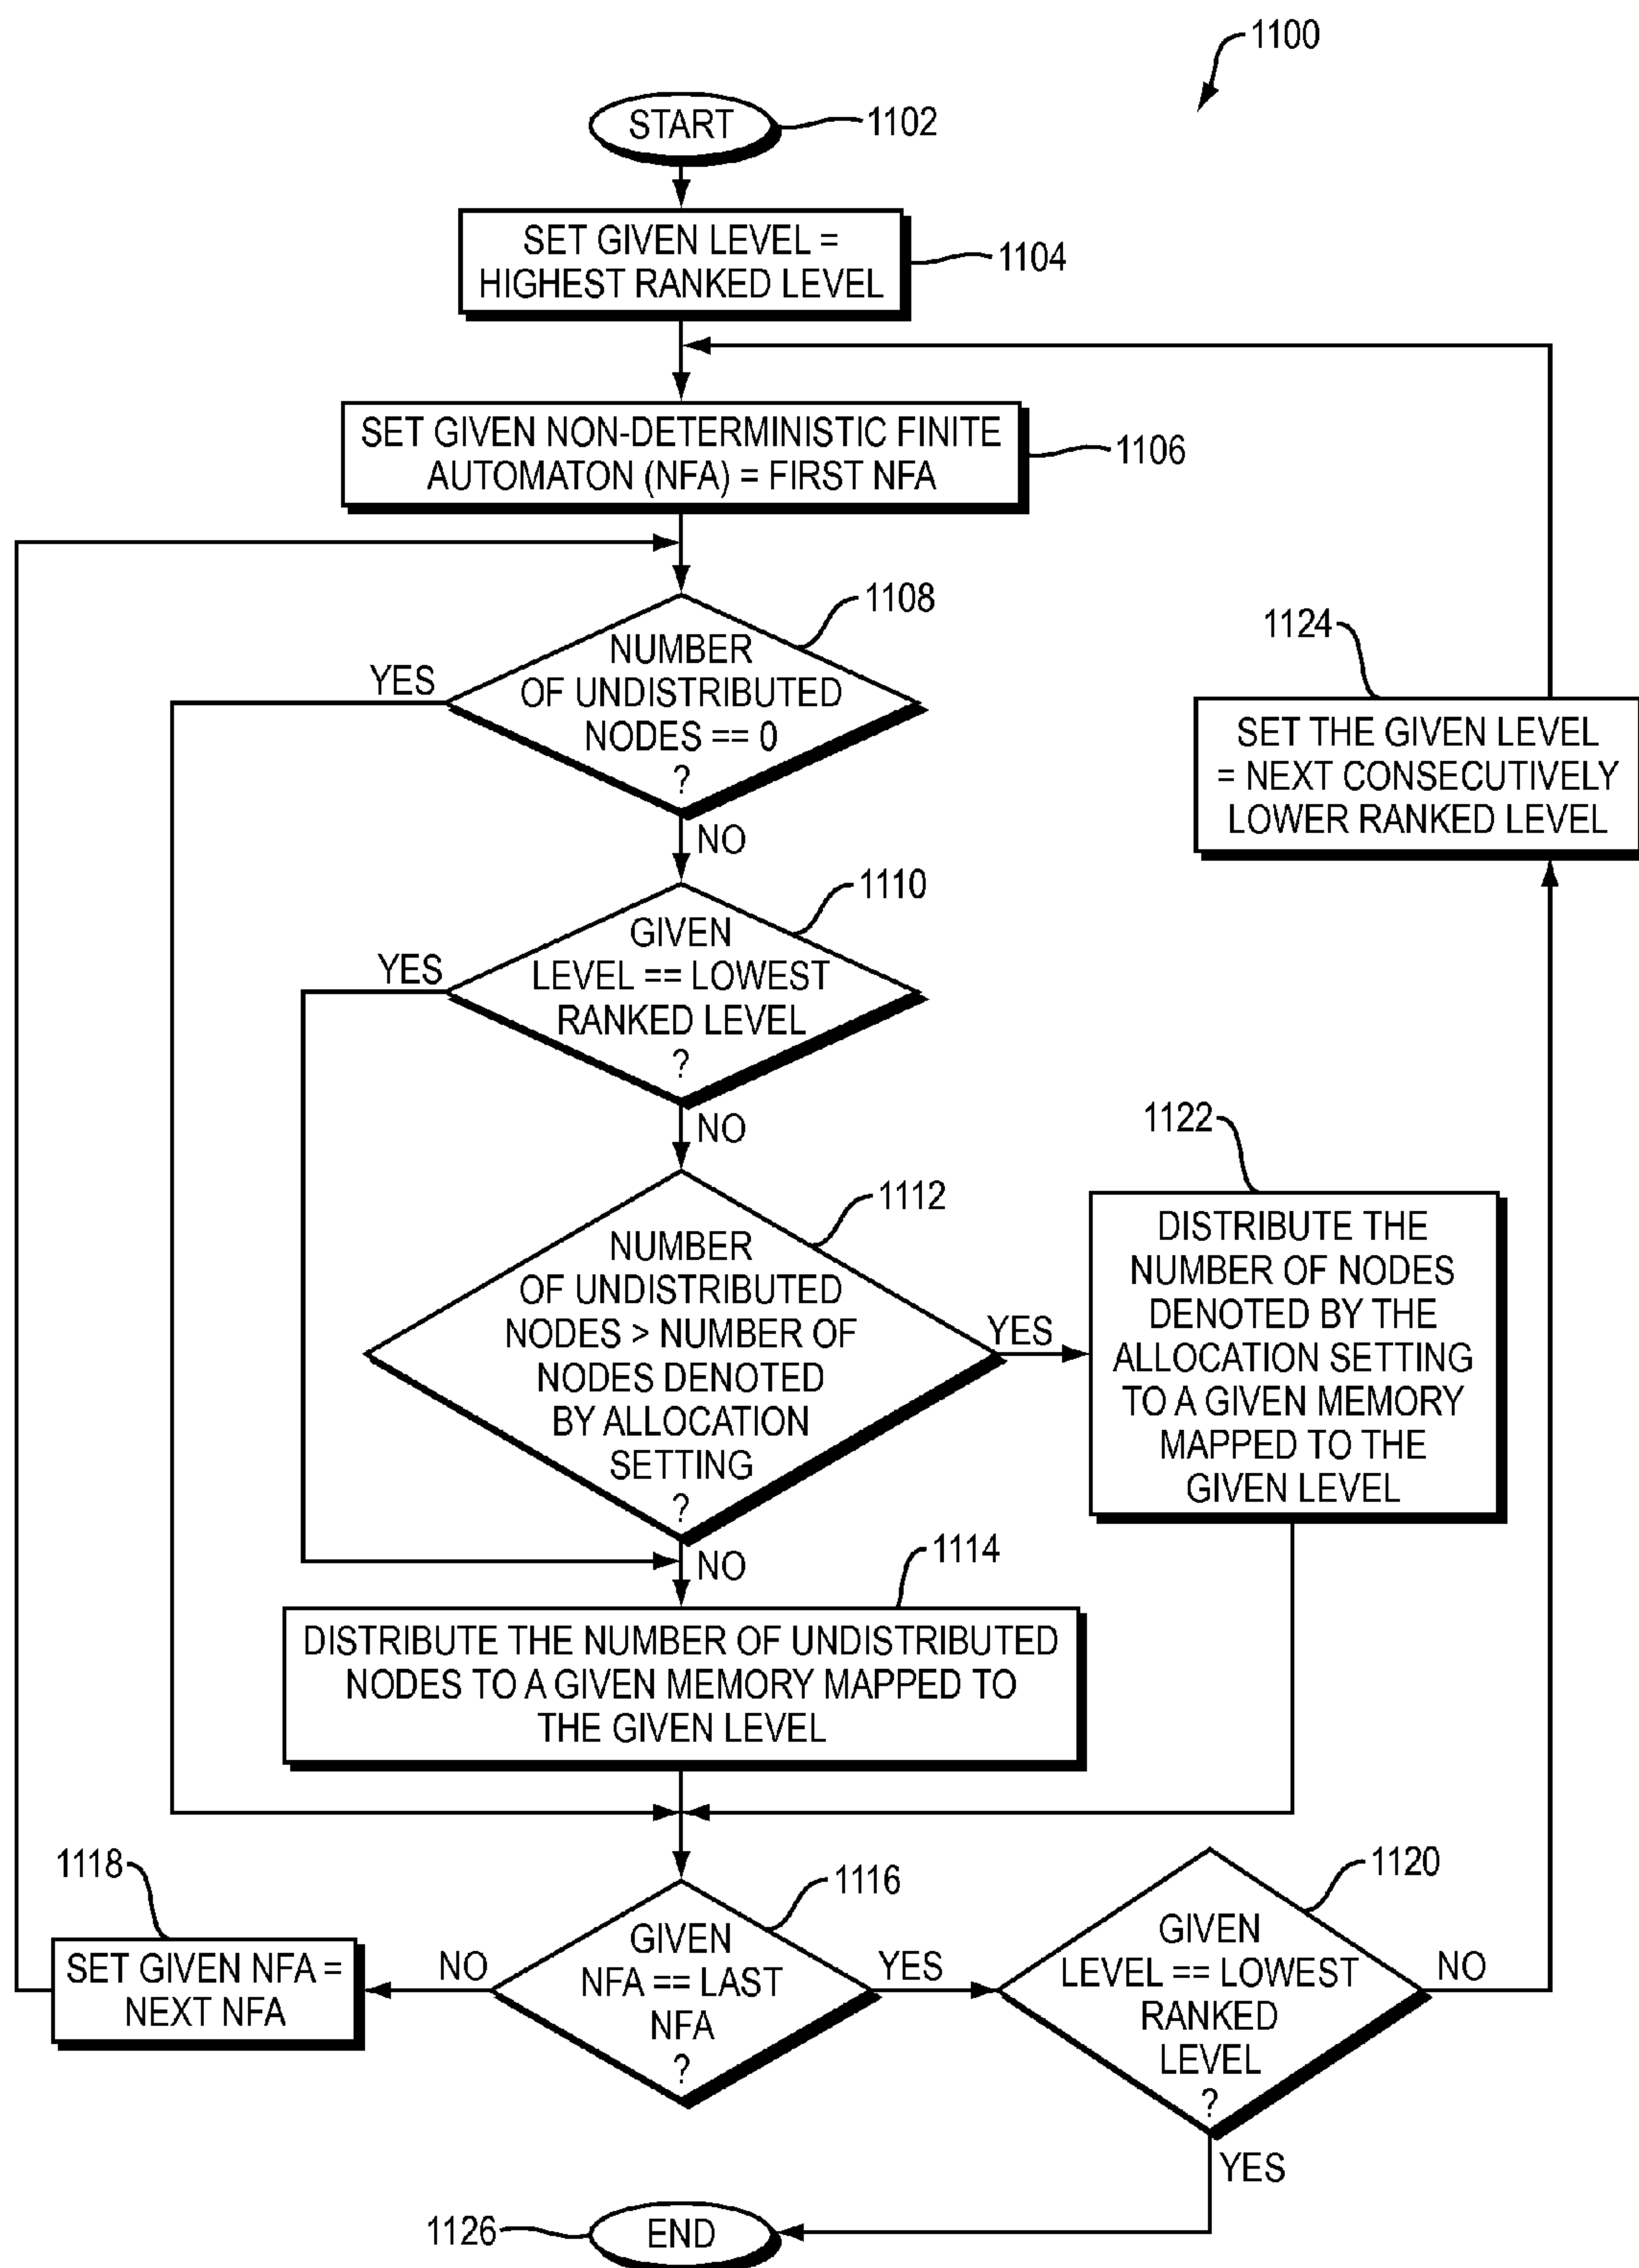 1100
START
1102
SET GIVEN LEVEL =
HIGHEST RANKED LEVEL
1104
SET GIVEN NON-DETERMINISTIC FINITE
AUTOMATON (NFA) = FIRST NFA
1106
1108
NUMBER
OF UNDISTRIBUTED
NODES == 0
?
YES
NO
1124
SET THE GIVEN LEVEL
= NEXT CONSECUTIVELY
LOWER RANKED LEVEL
1110
GIVEN
LEVEL == LOWEST
RANKED LEVEL
?
YES
NO
1112
NUMBER
OF UNDISTRIBUTED
NODES > NUMBER OF
NODES DENOTED
BY ALLOCATION
SETTING
?
YES
NO
1122
DISTRIBUTE THE
NUMBER OF NODES
DENOTED BY THE
ALLOCATION SETTING
TO A GIVEN MEMORY
MAPPED TO THE
GIVEN LEVEL
1114
DISTRIBUTE THE NUMBER OF UNDISTRIBUTED
NODES TO A GIVEN MEMORY MAPPED TO
THE GIVEN LEVEL
1118
SET GIVEN NFA =
NEXT NFA
NO
1116
GIVEN
NFA == LAST
NFA
?
YES
1120
GIVEN
LEVEL == LOWEST
RANKED
LEVEL
?
NO
YES
1126
END